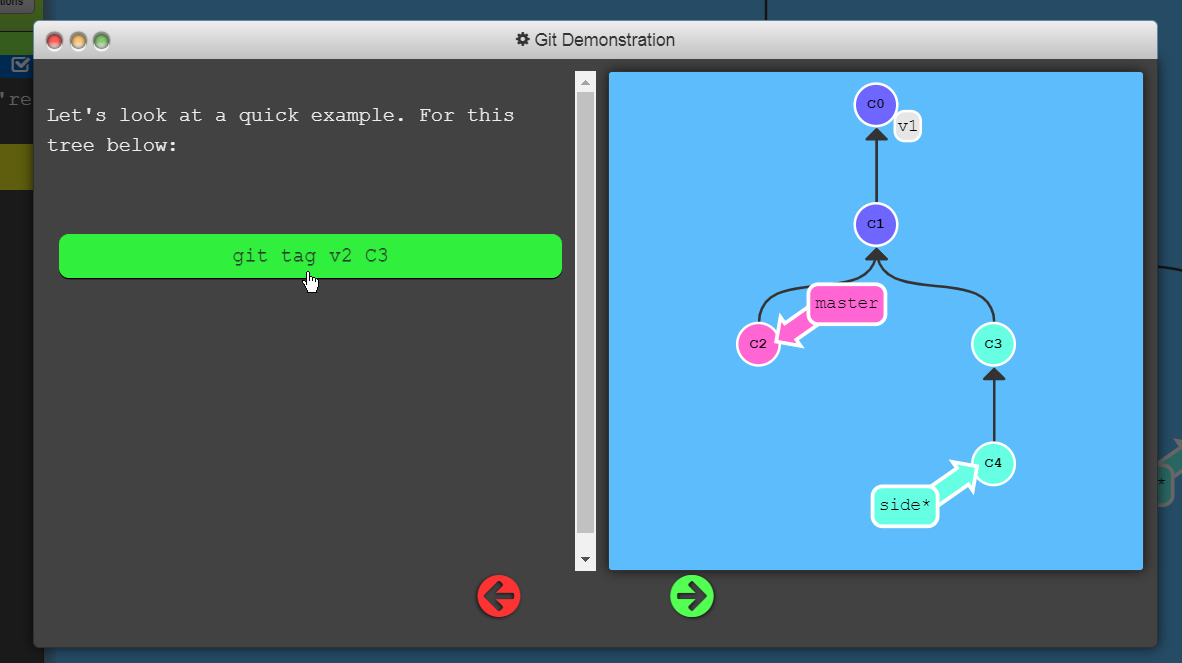 Git Demonstration
Let's look at a quick example. For this
tree below:
git tag v2 C3
C0
v1
C1
master
C2
C3
C4
side*